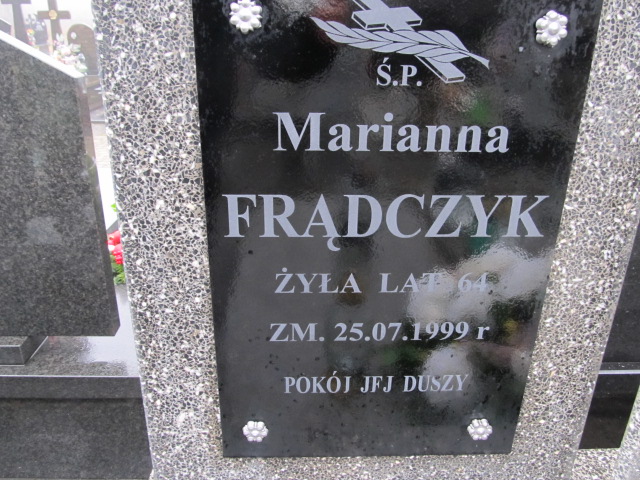 Ś.P.
Marianna
FRĄDCZYK
ŻYŁA LAT 64
ZM. 25.07.1999 r
POKÓJ JEJ DUSZY